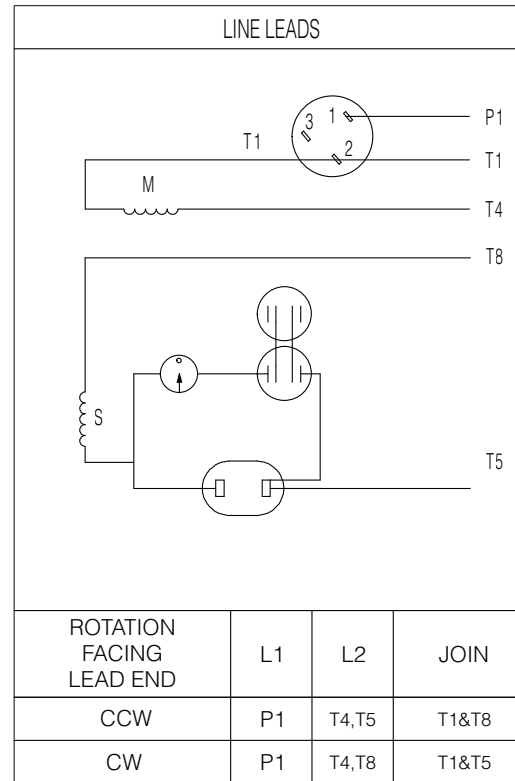 LINE LEADS
P1
1
3
2
T1
T1
M
T4
T8
S
T5
ROTATION
FACING
LEAD END
L1
L2
JOIN
CCW
P1
T4,T5
T1&T8
CW
P1
T4,T8
T1&T5